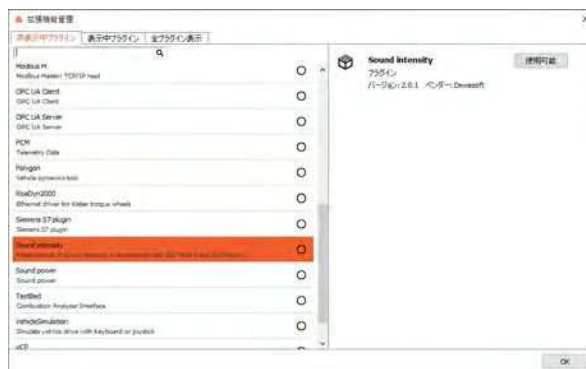 拡張機能管理
非表示中プラグイン 表示中プラグイン 全プラグイン表示
Modbus M.
Modbus Master: TCP/IP read
OPC UA Client
OPC UA Client
OPC UA Server
OPC UA Server
PCM
Telemetry Data
Polygon
Vehicle dynamics tool
RoaDyn2000
Ethernet driver for Kistler torque wheels
Siemens S7 plugin
Siemens S7 plugin
Sound intensity
Sound power
Sound power
TestBed
Combustion Analyzer Interface
VehicleSimulation
Simulate vehicle drive with keyboard or joystick
XCP
Sound intensity
プラグイン
バージョン: 2.0.1 ベンダー: Dewesoft
使用可能
OK